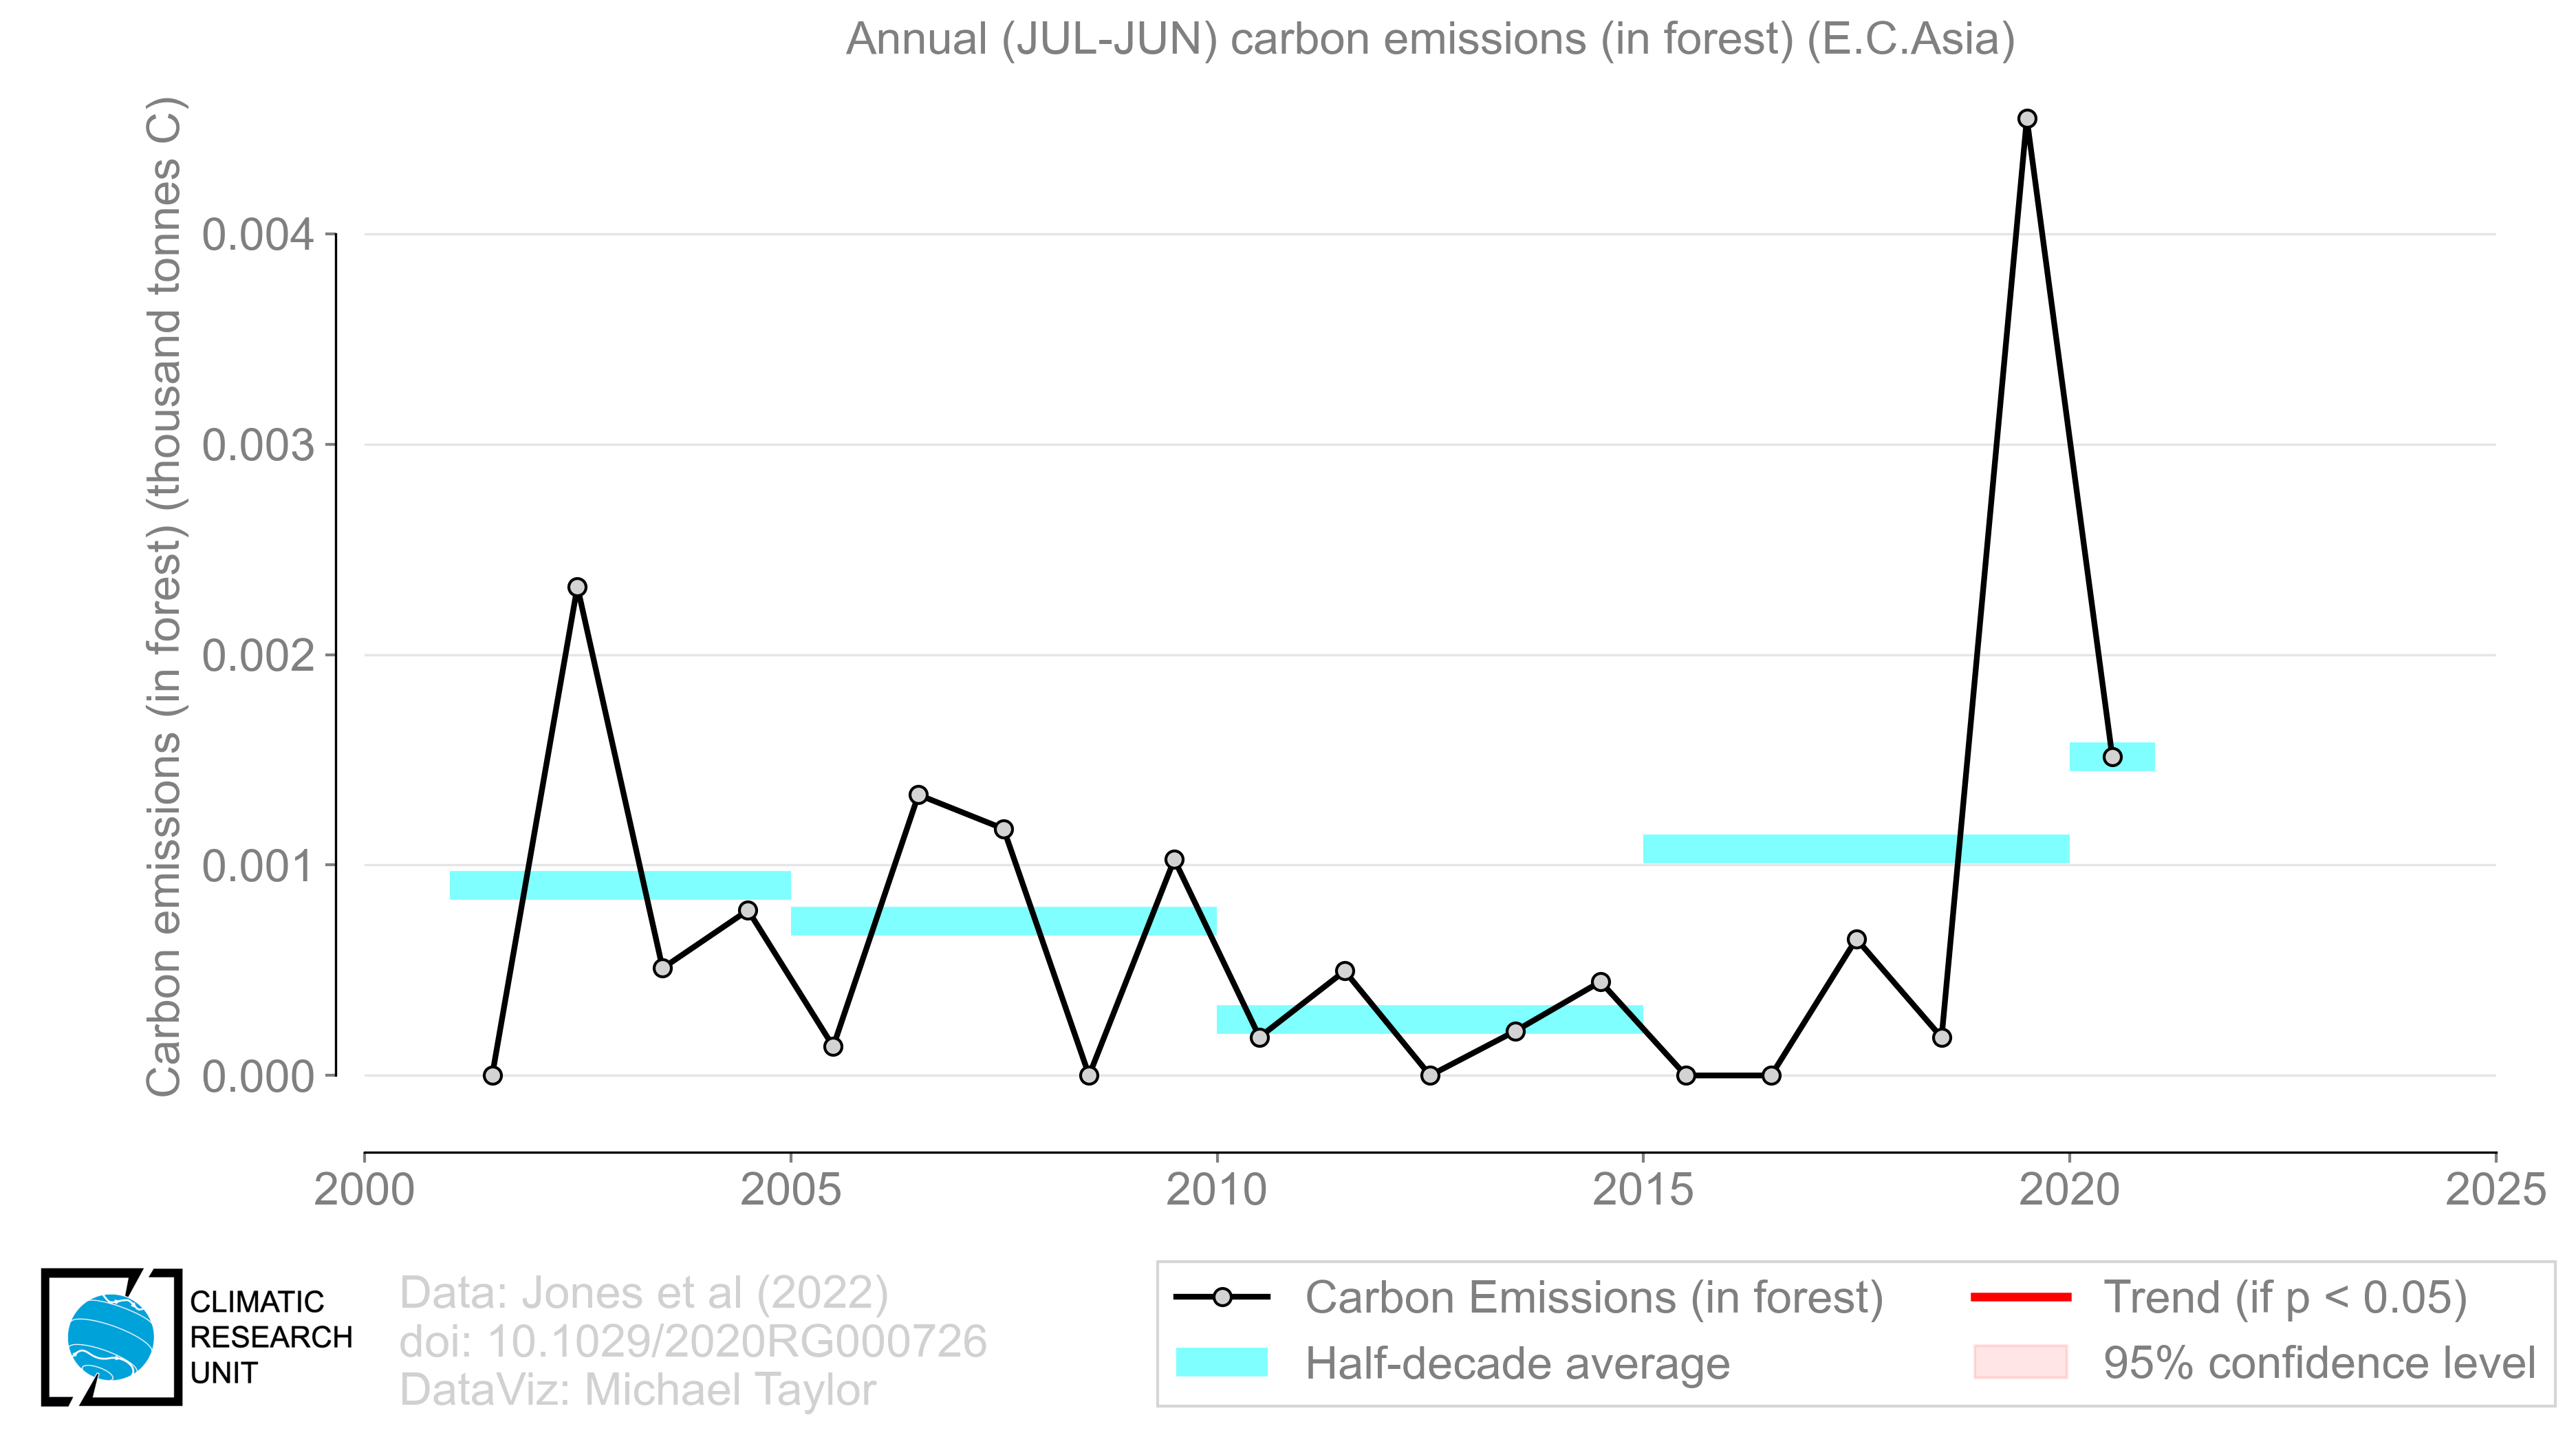 Annual (JUL-JUN) carbon emissions (in forest) (E.C.Asia)
Carbon emissions (in forest) (thousand tonnes C)
0.004
0.003
0.002
0.001
0.000
2000 2005 2010 2015 2020 2025
CLIMATIC
RESEARCH
UNIT
Data: Jones et al (2022)
doi: 10.1029/2020RG000726
DataViz: Michael Taylor
Carbon Emissions (in forest)
Half-decade average
Trend (if p < 0.05)
95% confidence level